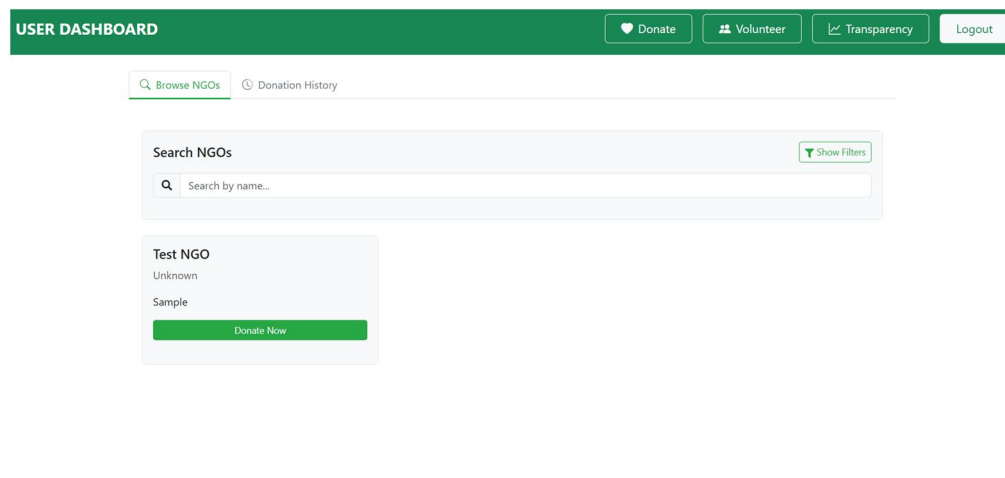 USER DASHBOARD
Donate
Volunteer
Transparency
Logout
Browse NGOs
Donation History
Search NGOs
Show Filters
Search by name...
Test NGO
Unknown
Sample
Donate Now